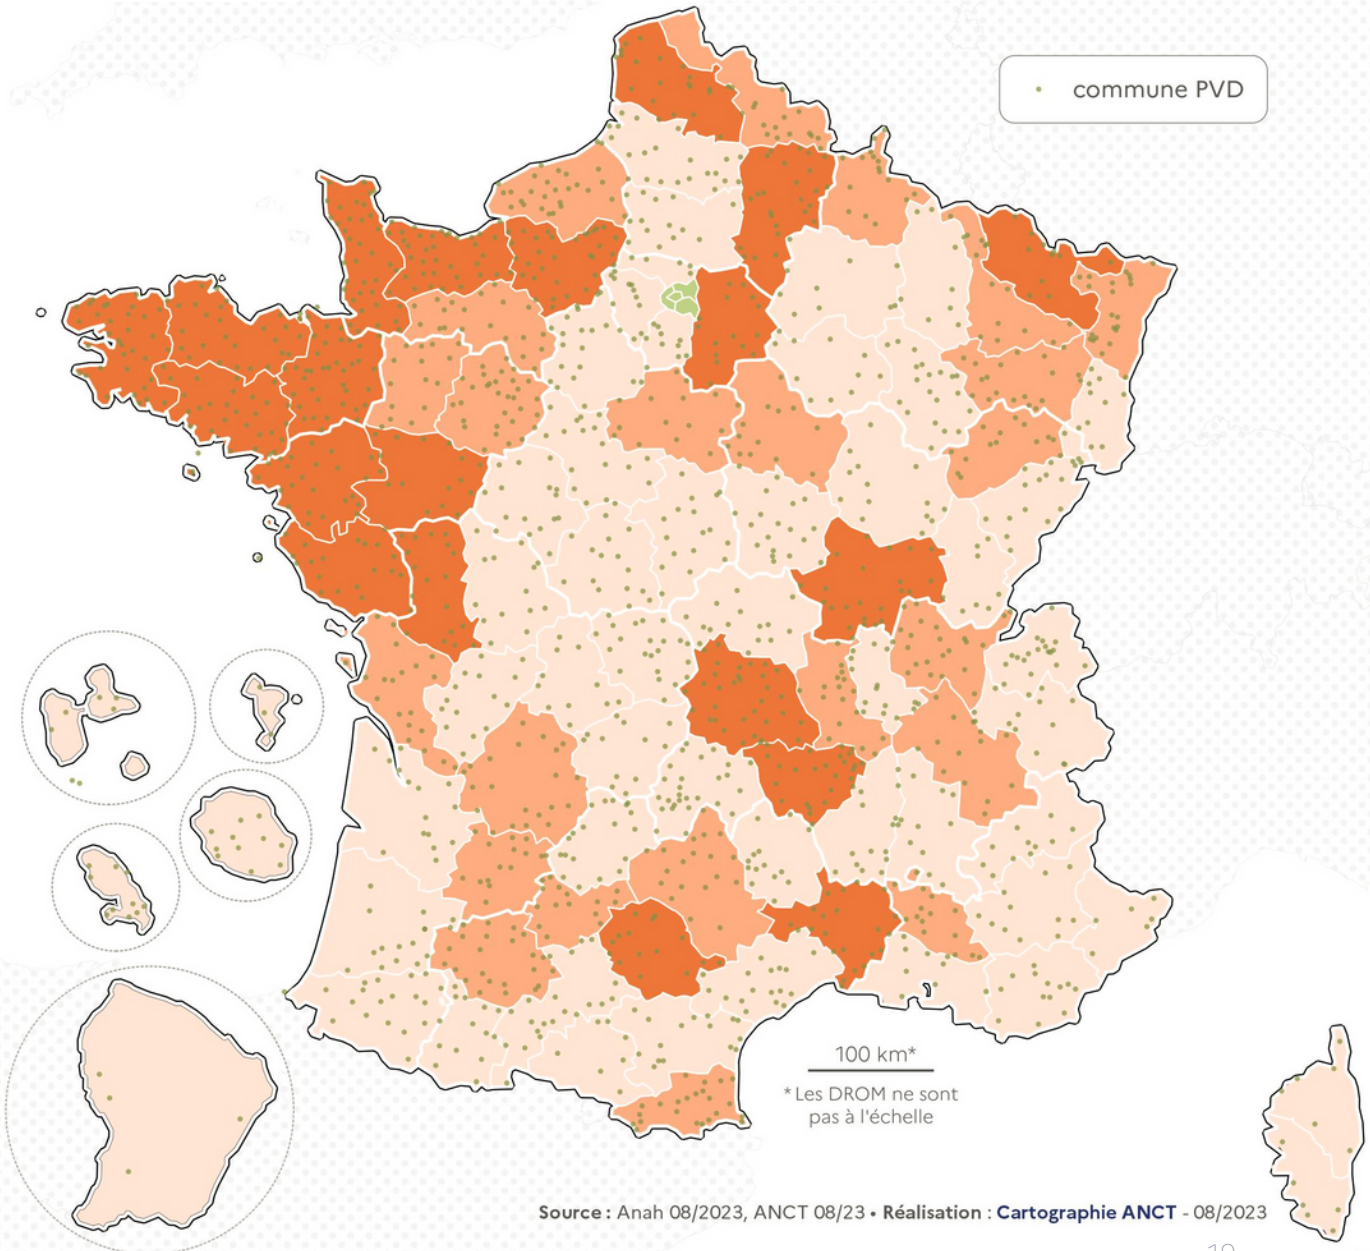 commune PVD
100 km*
*Les DROM ne sont
pas à l'échelle
Source : Anah 08/2023, ANCT 08/23 • Réalisation : Cartographie ANCT - 08/2023